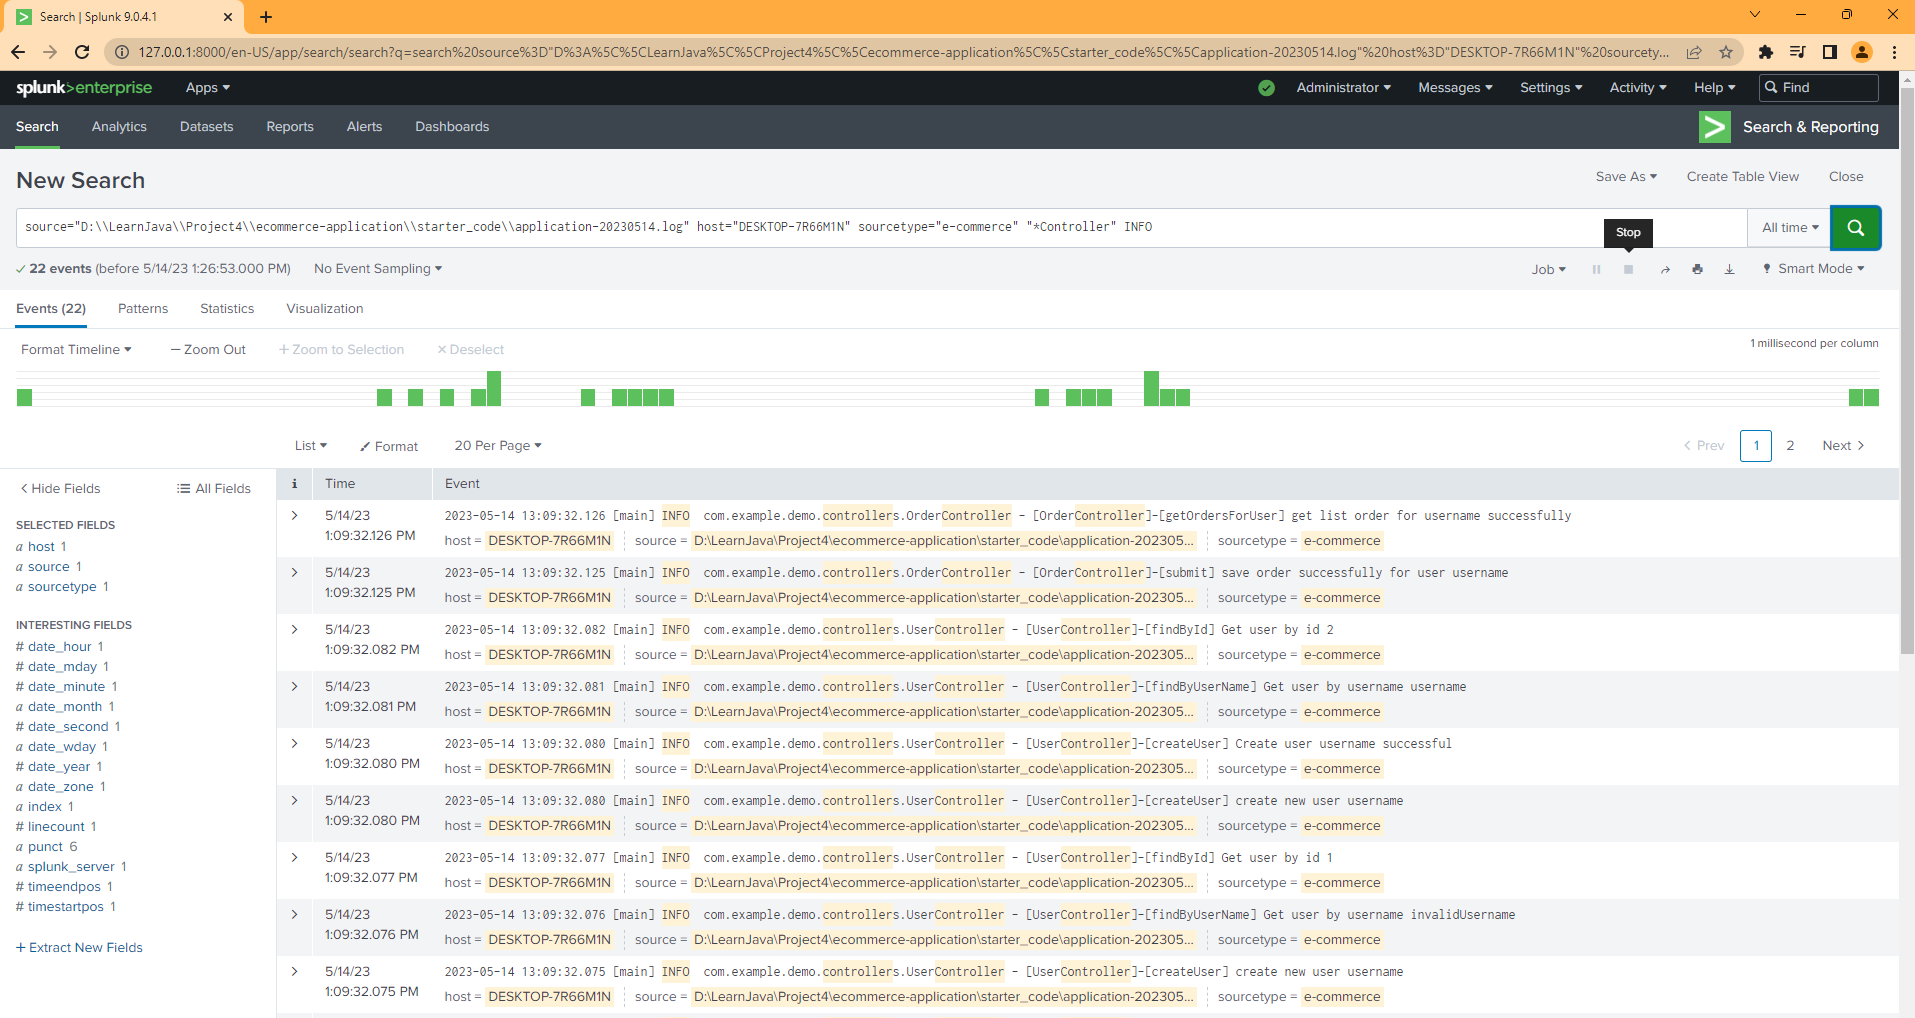 Search | Splunk 9.0.4.1
127.0.0.1:8000/en-US/app/search/search?q=search%20source%3D"D%3A%5C%5CLearnJava%5C%5CProject4%5C%5Cecommerce-application%5C%5Cstarter_code%5C%5Capplication-20230514.log"%20host%3D"DESKTOP-7R66M1N"%20sourcety...
splunk>enterprise Apps Administrator Messages Settings Activity Help Find
Search Analytics Datasets Reports Alerts Dashboards Search & Reporting
New Search Save As Create Table View Close
source="D:\\LearnJava\\Project4\\ecommerce-application\\starter_code\\application-20230514.log" host="DESKTOP-7R66M1N" sourcetype="e-commerce" "*Controller" INFO All time
Stop
22 events (before 5/14/23 1:26:53.000 PM) No Event Sampling Job Smart Mode
Events (22) Patterns Statistics Visualization
Format Timeline — Zoom Out + Zoom to Selection × Deselect 1 millisecond per column
List Format 20 Per Page < Prev 1 2 Next >
< Hide Fields All Fields
SELECTED FIELDS
a host 1
a source 1
a sourcetype 1
INTERESTING FIELDS
# date_hour 1
# date_mday 1
# date_minute 1
a date_month 1
# date_second 1
a date_wday 1
# date_year 1
a date_zone 1
a index 1
# linecount 1
a punct 6
a splunk_server 1
# timeendpos 1
# timestartpos 1
+ Extract New Fields
i Time Event
5/14/23 1:09:32.126 PM
2023-05-14 13:09:32.126 [main] INFO com.example.demo.controllers.OrderController - [OrderController]-[getOrdersForUser] get list order for username successfully
host = DESKTOP-7R66M1N source = D:\LearnJava\Project4\ecommerce-application\starter_code\application-202305... sourcetype = e-commerce
5/14/23 1:09:32.125 PM
2023-05-14 13:09:32.125 [main] INFO com.example.demo.controllers.OrderController - [OrderController]-[submit] save order successfully for user username
host = DESKTOP-7R66M1N source = D:\LearnJava\Project4\ecommerce-application\starter_code\application-202305... sourcetype = e-commerce
5/14/23 1:09:32.082 PM
2023-05-14 13:09:32.082 [main] INFO com.example.demo.controllers.UserController - [UserController]-[findById] Get user by id 2
host = DESKTOP-7R66M1N source = D:\LearnJava\Project4\ecommerce-application\starter_code\application-202305... sourcetype = e-commerce
5/14/23 1:09:32.081 PM
2023-05-14 13:09:32.081 [main] INFO com.example.demo.controllers.UserController - [UserController]-[findByUserName] Get user by username username
host = DESKTOP-7R66M1N source = D:\LearnJava\Project4\ecommerce-application\starter_code\application-202305... sourcetype = e-commerce
5/14/23 1:09:32.080 PM
2023-05-14 13:09:32.080 [main] INFO com.example.demo.controllers.UserController - [UserController]-[createUser] Create user username successful
host = DESKTOP-7R66M1N source = D:\LearnJava\Project4\ecommerce-application\starter_code\application-202305... sourcetype = e-commerce
5/14/23 1:09:32.080 PM
2023-05-14 13:09:32.080 [main] INFO com.example.demo.controllers.UserController - [UserController]-[createUser] create new user username
host = DESKTOP-7R66M1N source = D:\LearnJava\Project4\ecommerce-application\starter_code\application-202305... sourcetype = e-commerce
5/14/23 1:09:32.077 PM
2023-05-14 13:09:32.077 [main] INFO com.example.demo.controllers.UserController - [UserController]-[findById] Get user by id 1
host = DESKTOP-7R66M1N source = D:\LearnJava\Project4\ecommerce-application\starter_code\application-202305... sourcetype = e-commerce
5/14/23 1:09:32.076 PM
2023-05-14 13:09:32.076 [main] INFO com.example.demo.controllers.UserController - [UserController]-[findByUserName] Get user by username invalidUsername
host = DESKTOP-7R66M1N source = D:\LearnJava\Project4\ecommerce-application\starter_code\application-202305... sourcetype = e-commerce
5/14/23 1:09:32.075 PM
2023-05-14 13:09:32.075 [main] INFO com.example.demo.controllers.UserController - [UserController]-[createUser] create new user username
host = DESKTOP-7R66M1N source = D:\LearnJava\Project4\ecommerce-application\starter_code\application-202305... sourcetype = e-commerce